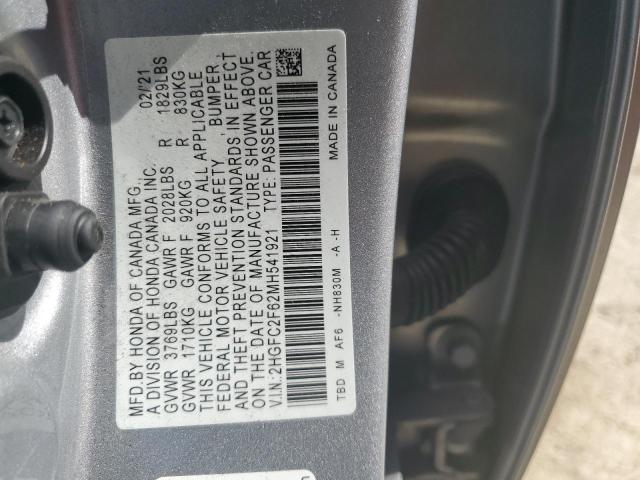 MFD.BY HONDA OF CANADA MFG. 02/21
A DIVISION OF HONDA CANADA INC.
GVWR 3769LBS GAWR F 2028LBS R 1829LBS
GVWR 1710KG GAWR F 920KG R 830KG
THIS VEHICLE CONFORMS TO ALL APPLICABLE
FEDERAL MOTOR VEHICLE SAFETY, BUMPER,
AND THEFT PREVENTION STANDARDS IN EFFECT
ON THE DATE OF MANUFACTURE SHOWN ABOVE.
V.I.N.:2HGFC2F62MH541921 TYPE: PASSENGER CAR
TBD M AF6 -NH830M -A-H MADE IN CANADA